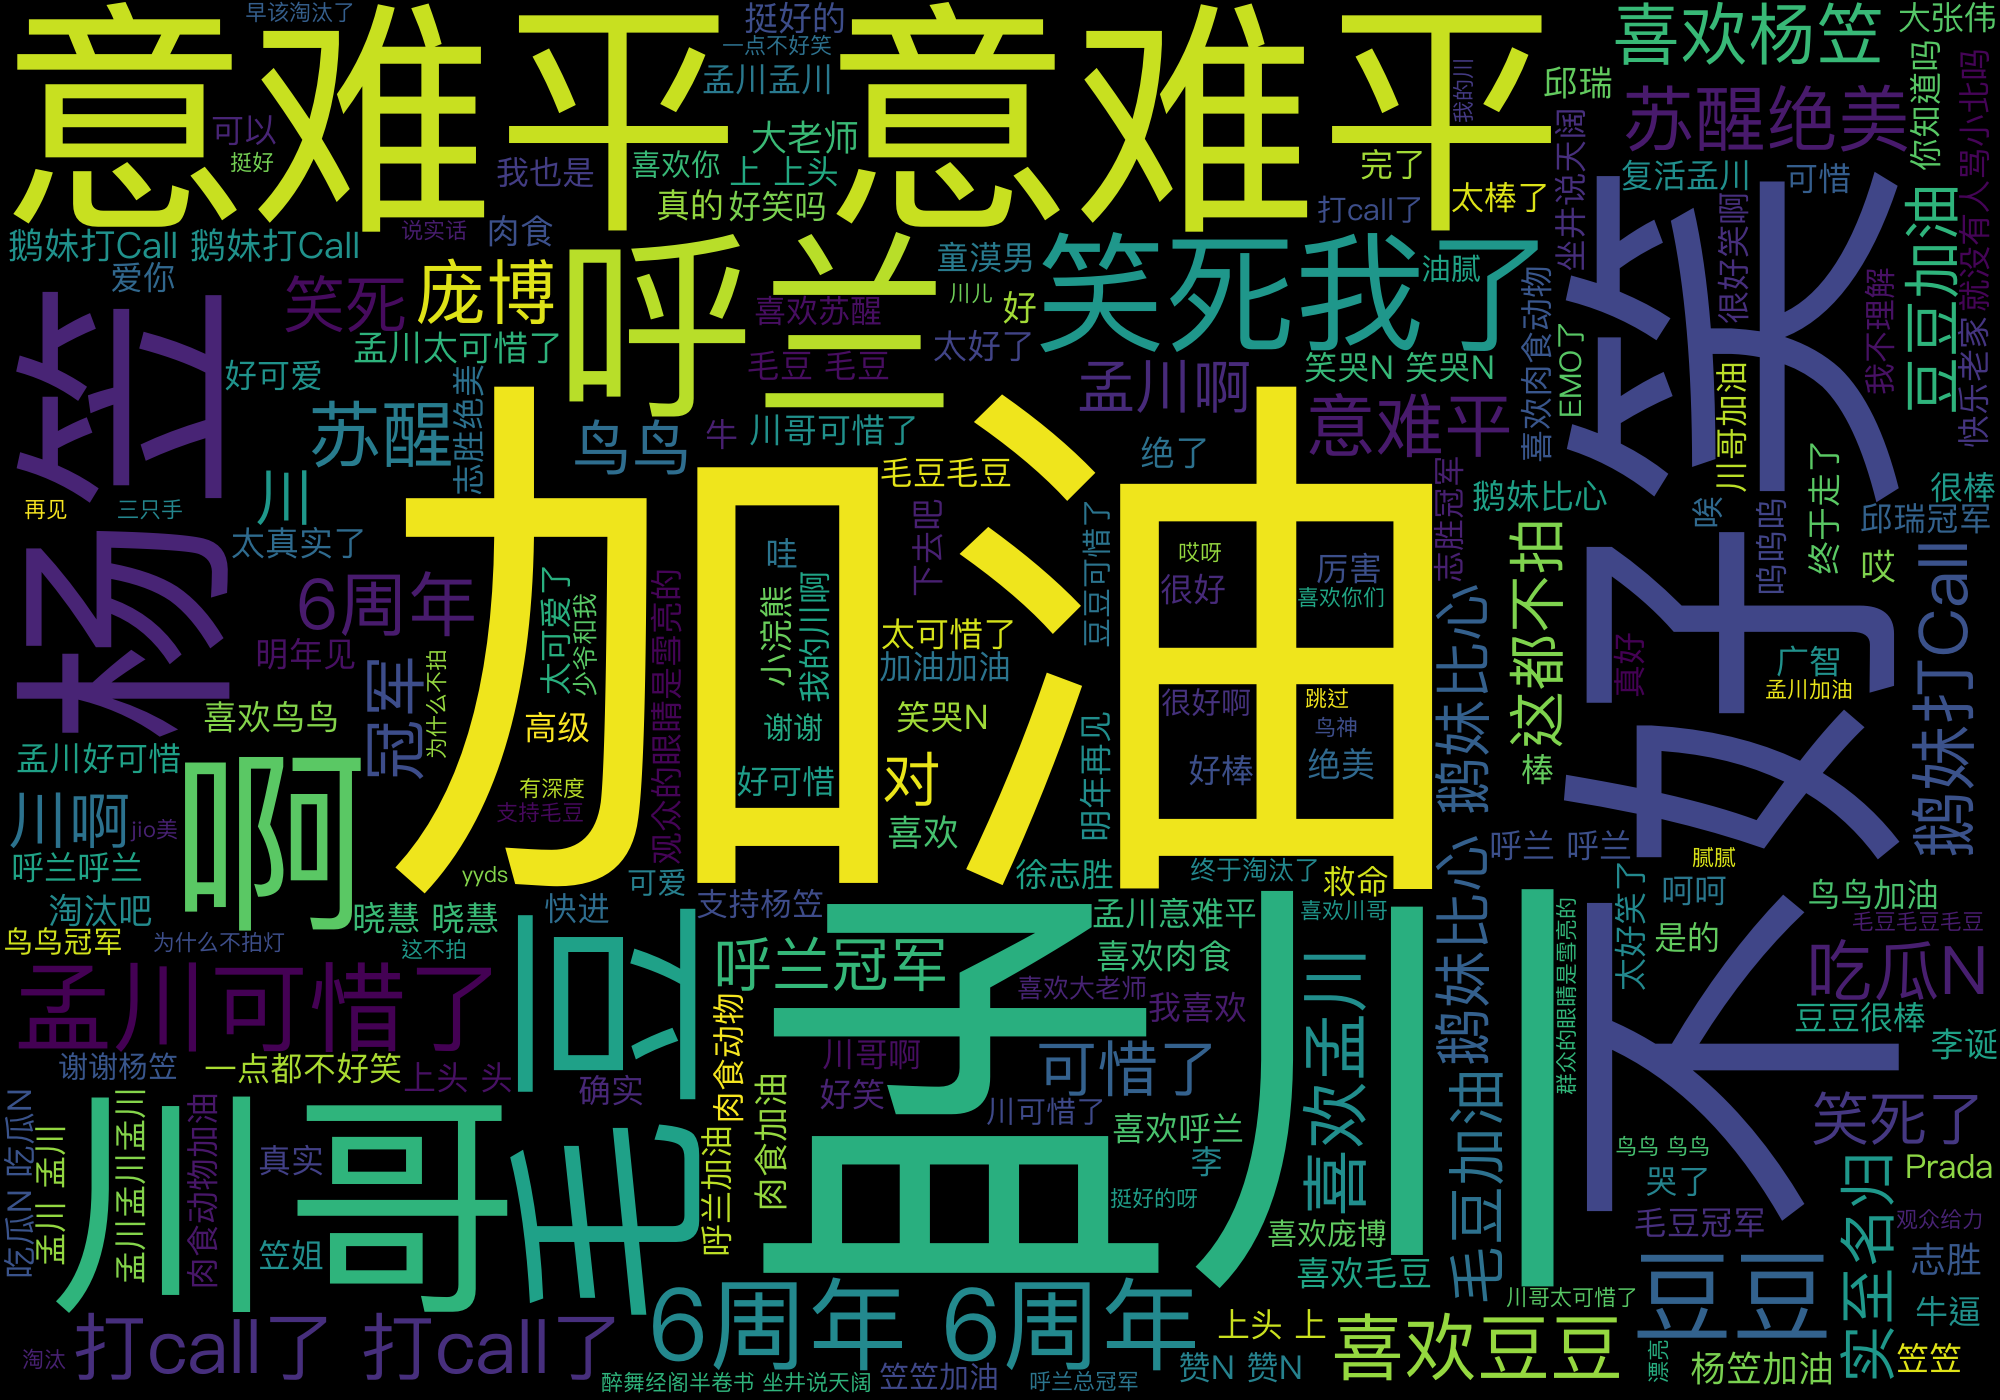 早该淘汰了
挺好的
一点不好笑
孟川孟川
意难平 意难平
喜欢杨笠
大张伟
邱瑞
我的川
苏醒绝美
你知道吗
就没有人骂小北吗
可以
挺好
我也是
大老师
喜欢你
上 上头
真的
好笑吗
完了
打call了
太棒了
坐井说天阔
复活孟川
可惜
很好笑啊
豆豆加油
鹅妹打Call 鹅妹打Call
说实话
肉食
爱你
笑死
庞博
呼兰
童漠男
川儿
好
笑死我了
油腻
喜欢苏醒
太好了
孟川太可惜了
毛豆 毛豆
好可爱
孟川啊
笑哭N 笑哭N
EMO了
喜欢肉食动物
川哥加油
我不理解
快乐老家
杨笠
苏醒
志胜绝美
鸟鸟
牛
川哥可惜了
绝了
意难平
不好笑
再见
三只手
川
毛豆毛豆
鹅妹比心
很棒
太真实了
加油
下去吧
豆豆可惜了
志胜冠军
唉
呜呜呜
终于走了
邱瑞冠军
哎
6周年
明年见
冠军
为什么不拍
太可爱了
少爷和我
观众的眼睛是雪亮的
哇
小浣熊
我的川啊
谢谢
好可惜
太可惜了
加油加油
笑哭N
哎呀
很好
厉害
喜欢你们
很好啊
跳过
鸟神
好棒
绝美
鹅妹比心 鹅妹比心
这都不拍
棒
真好
广智
孟川加油
鹅妹打Call
喜欢鸟鸟
高级
有深度
支持毛豆
对
喜欢
明年再见
孟川好可惜
川啊
jio美
啊
呼兰呼兰
淘汰吧
鸟鸟冠军
为什么不拍灯
晓慧 晓慧
这不拍
yyds
快进
可爱
支持杨笠
徐志胜
终于淘汰了
救命
呼兰 呼兰
腻腻
呵呵
太好笑了
鸟鸟加油
毛豆毛豆毛豆
是的
孟川可惜了
毛豆
呼兰冠军
孟川
孟川意难平
喜欢川哥
喜欢肉食
喜欢大老师
我喜欢
喜欢孟川
群众的眼睛是雪亮的
吃瓜N
豆豆很棒
李诞
谢谢杨笠
一点都不好笑
上头 头
确实
肉食动物
川哥啊
好笑
可惜了
川可惜了
毛豆加油
笑死了
吃瓜N 吃瓜N
孟川 孟川
孟川孟川孟川
肉食动物加油
川哥
真实
笠姐
呼兰加油
肉食加油
喜欢呼兰
李
挺好的呀
喜欢庞博
喜欢毛豆
鸟鸟 鸟鸟
哭了
毛豆冠军
实至名归
Prada
观众给力
志胜
牛逼
豆豆
川哥太可惜了
打call了 打call了
淘汰
6周年 6周年
上头 上
喜欢豆豆
漂亮
杨笠加油
笠笠
醉舞经阁半卷书 坐井说天阔
笠笠加油
呼兰总冠军
赞N 赞N